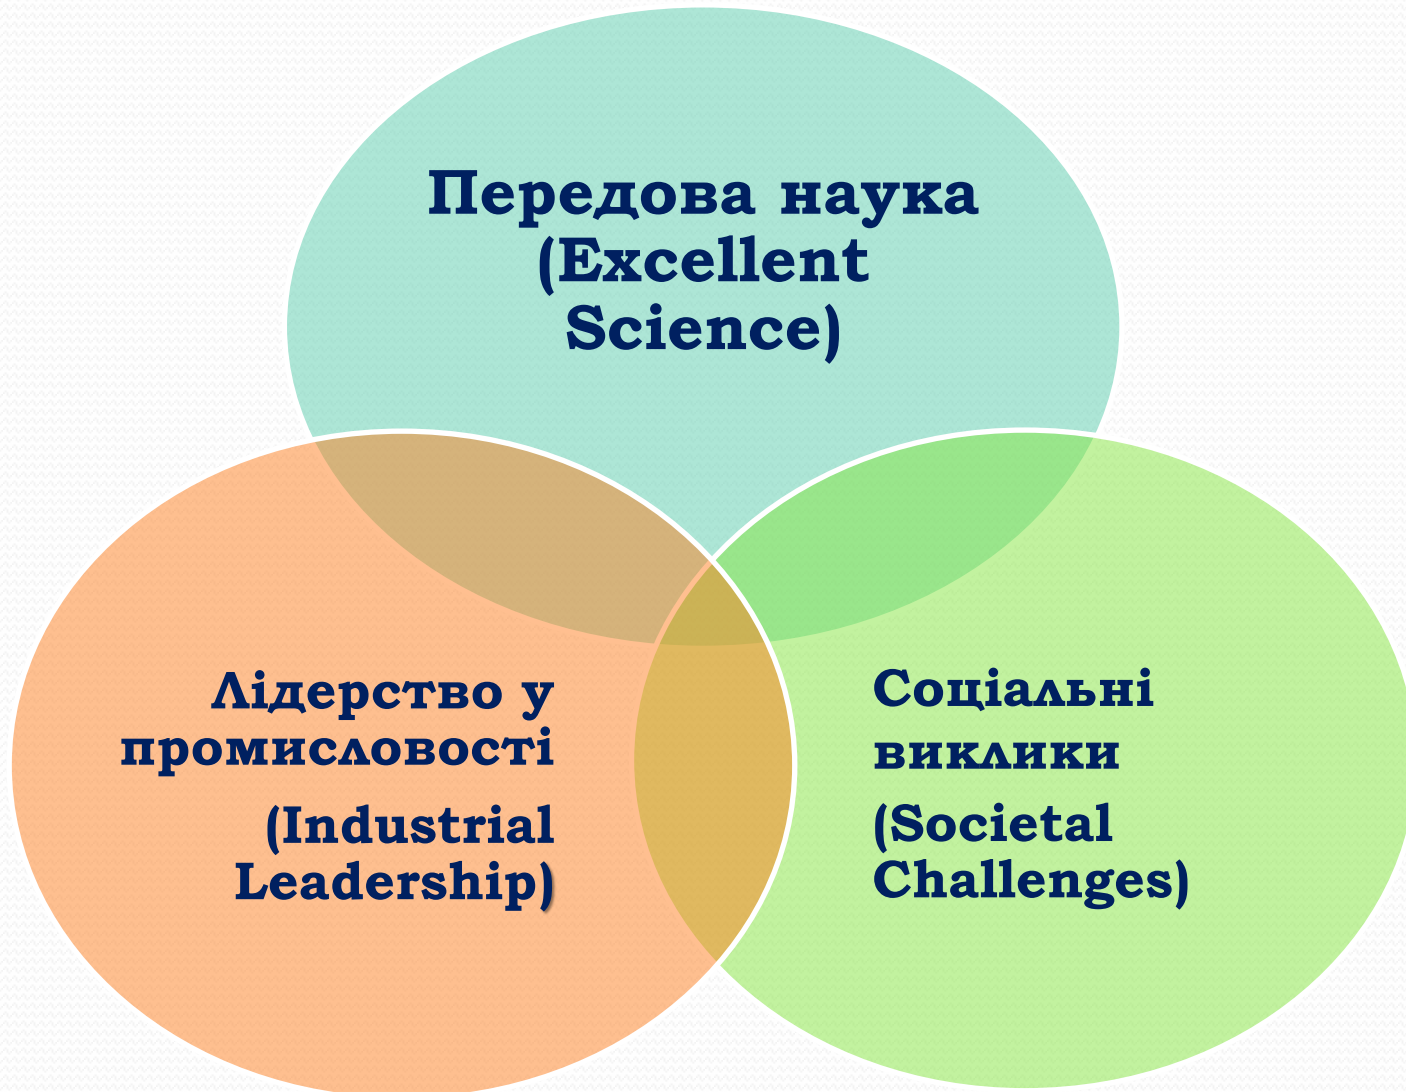 Передова наука
(Excellent
Science)
Лідерство у
промисловості
(Industrial
Leadership)
Соціальні
виклики
(Societal
Challenges)